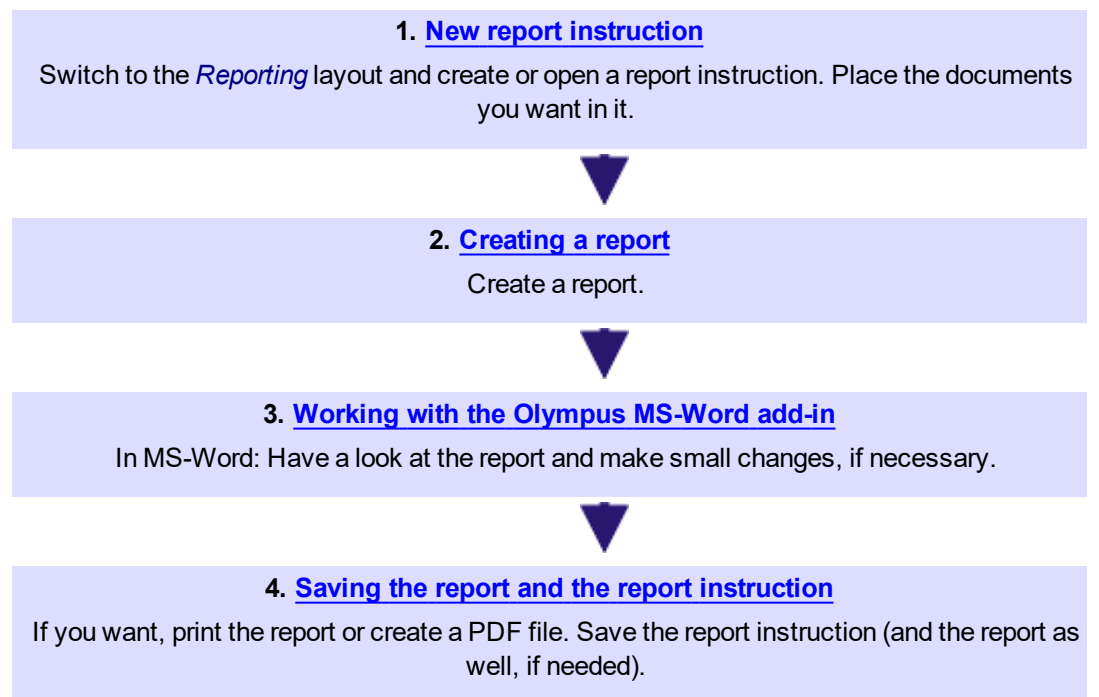 1. New report instruction
Switch to the Reporting layout and create or open a report instruction. Place the documents
you want in it.
2. Creating a report
Create a report.
3. Working with the Olympus MS-Word add-in
In MS-Word: Have a look at the report and make small changes, if necessary.
4. Saving the report and the report instruction
If you want, print the report or create a PDF file. Save the report instruction (and the report as
well, if needed).